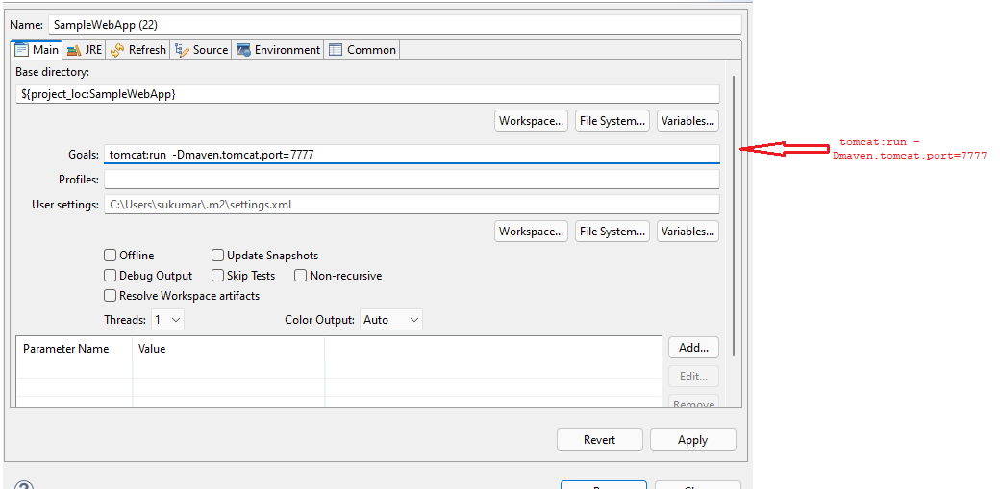 Name: SampleWebApp (22)
Main JRE Refresh Source Environment Common
Base directory:
${project_loc:SampleWebApp}
Workspace... File System... Variables...
Goals: tomcat:run -Dmaven.tomcat.port=7777
tomcat:run -
Dmaven.tomcat.port=7777
Profiles:
User settings: C:\Users\sukumar\.m2\settings.xml
Workspace... File System... Variables...
Offline Update Snapshots
Debug Output Skip Tests Non-recursive
Resolve Workspace artifacts
Threads: 1 Color Output: Auto
Parameter Name Value Add...
Edit...
Remove
Revert Apply